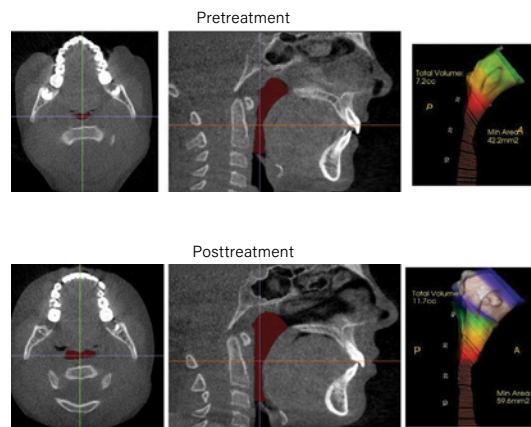 Pretreatment
Total Volume:
7.2cc
P
A
Min Area:
42.2mm2
Posttreatment
Total Volume:
11.7cc
P
A
Min Area:
59.6mm2